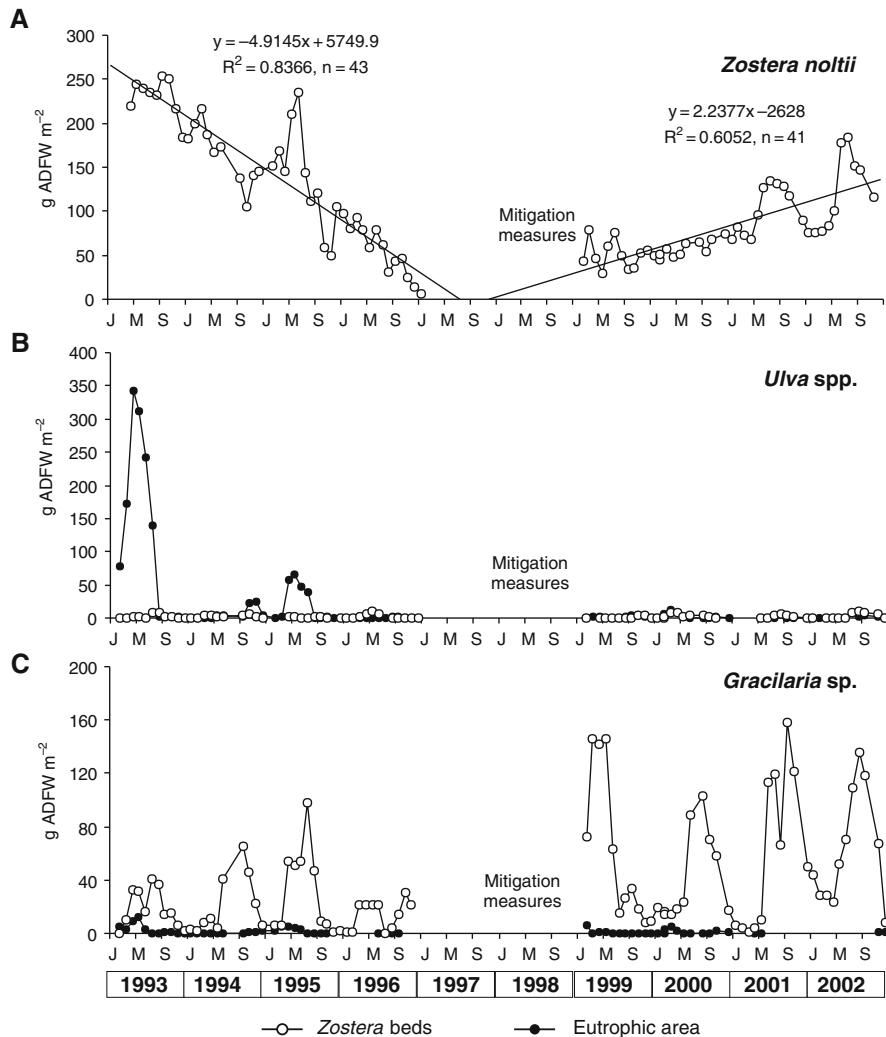 A
g ADFW m⁻²
300
250
200
150
100
50
0
y = −4.9145x + 5749.9
R² = 0.8366, n = 43
Zostera noltii
y = 2.2377x −2628
R² = 0.6052, n = 41
Mitigation
measures
J M S J M S J M S J M S J M S J M S J M S J M S J M S J M S
B
g ADFW m⁻²
400
350
300
250
200
150
100
50
0
Ulva spp.
Mitigation
measures
J M S J M S J M S J M S J M S J M S J M S J M S J M S J M S
C
g ADFW m⁻²
200
160
120
80
40
0
Gracilaria sp.
Mitigation
measures
J M S J M S J M S J M S J M S J M S J M S J M S J M S J M S
1993 1994 1995 1996 1997 1998 1999 2000 2001 2002
Zostera beds Eutrophic area